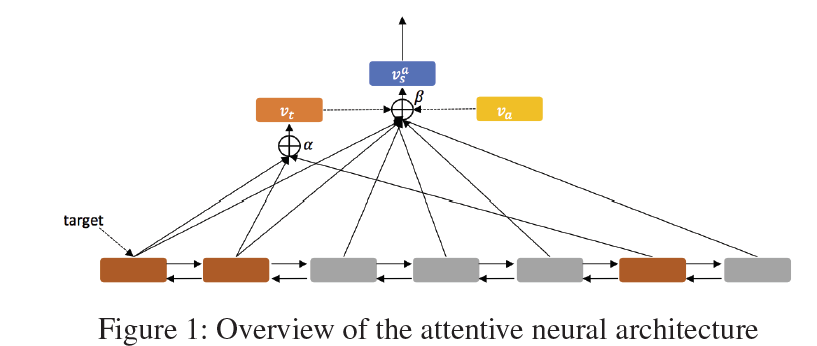 v_s^a
β
v_t
v_a
α
target
Figure 1: Overview of the attentive neural architecture